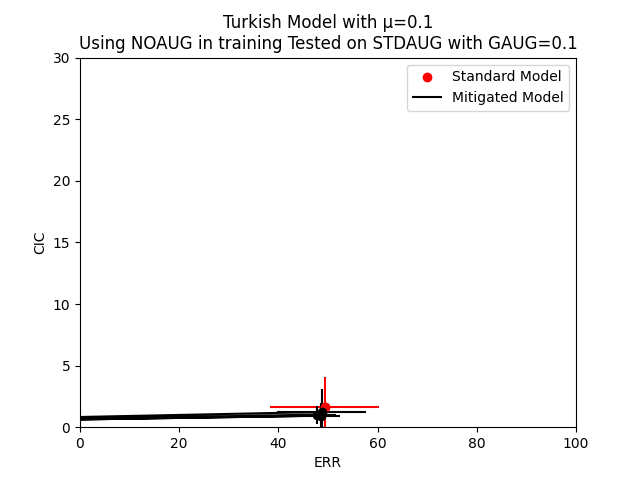 Turkish Model with μ=0.1
Using NOAUG in training Tested on STDAUG with GAUG=0.1
Standard Model
Mitigated Model
30
25
20
15
10
5
0
CIC
0 20 40 60 80 100
ERR